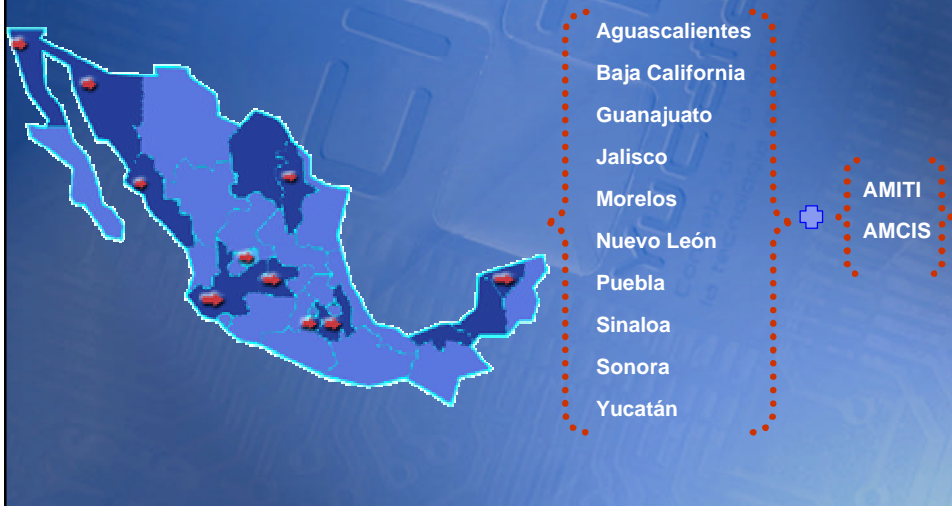 Aguascalientes
Baja California
Guanajuato
Jalisco
Morelos
Nuevo León
Puebla
Sinaloa
Sonora
Yucatán
AMITI
AMCIS